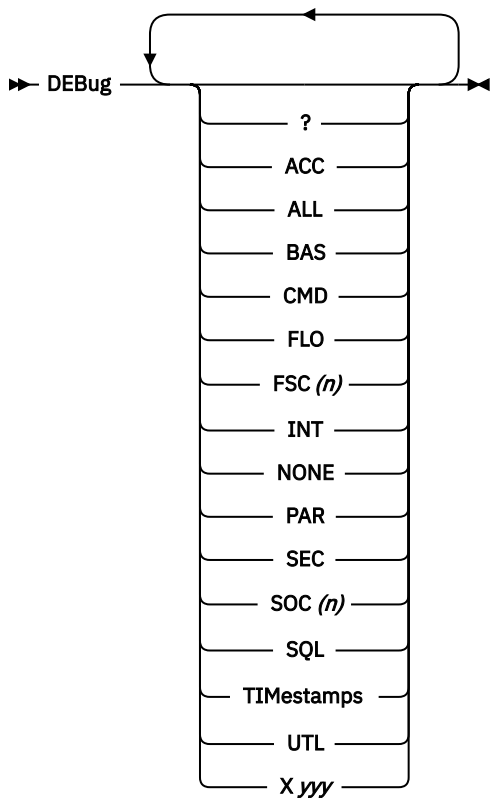 DEBug
?
ACC
ALL
BAS
CMD
FLO
FSC (n)
INT
NONE
PAR
SEC
SOC (n)
SQL
TIMestamps
UTL
X yyy